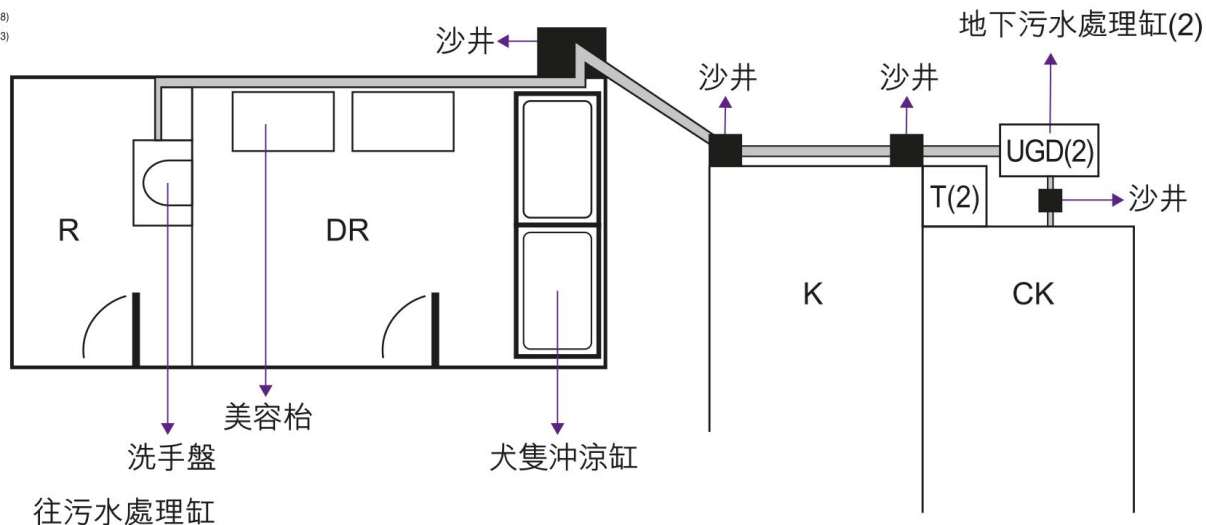 8)
3)
地下污水處理缸(2)
沙井
沙井
沙井
UGD(2)
T(2)
沙井
R
DR
K
CK
美容枱
洗手盤
犬隻沖涼缸
往污水處理缸